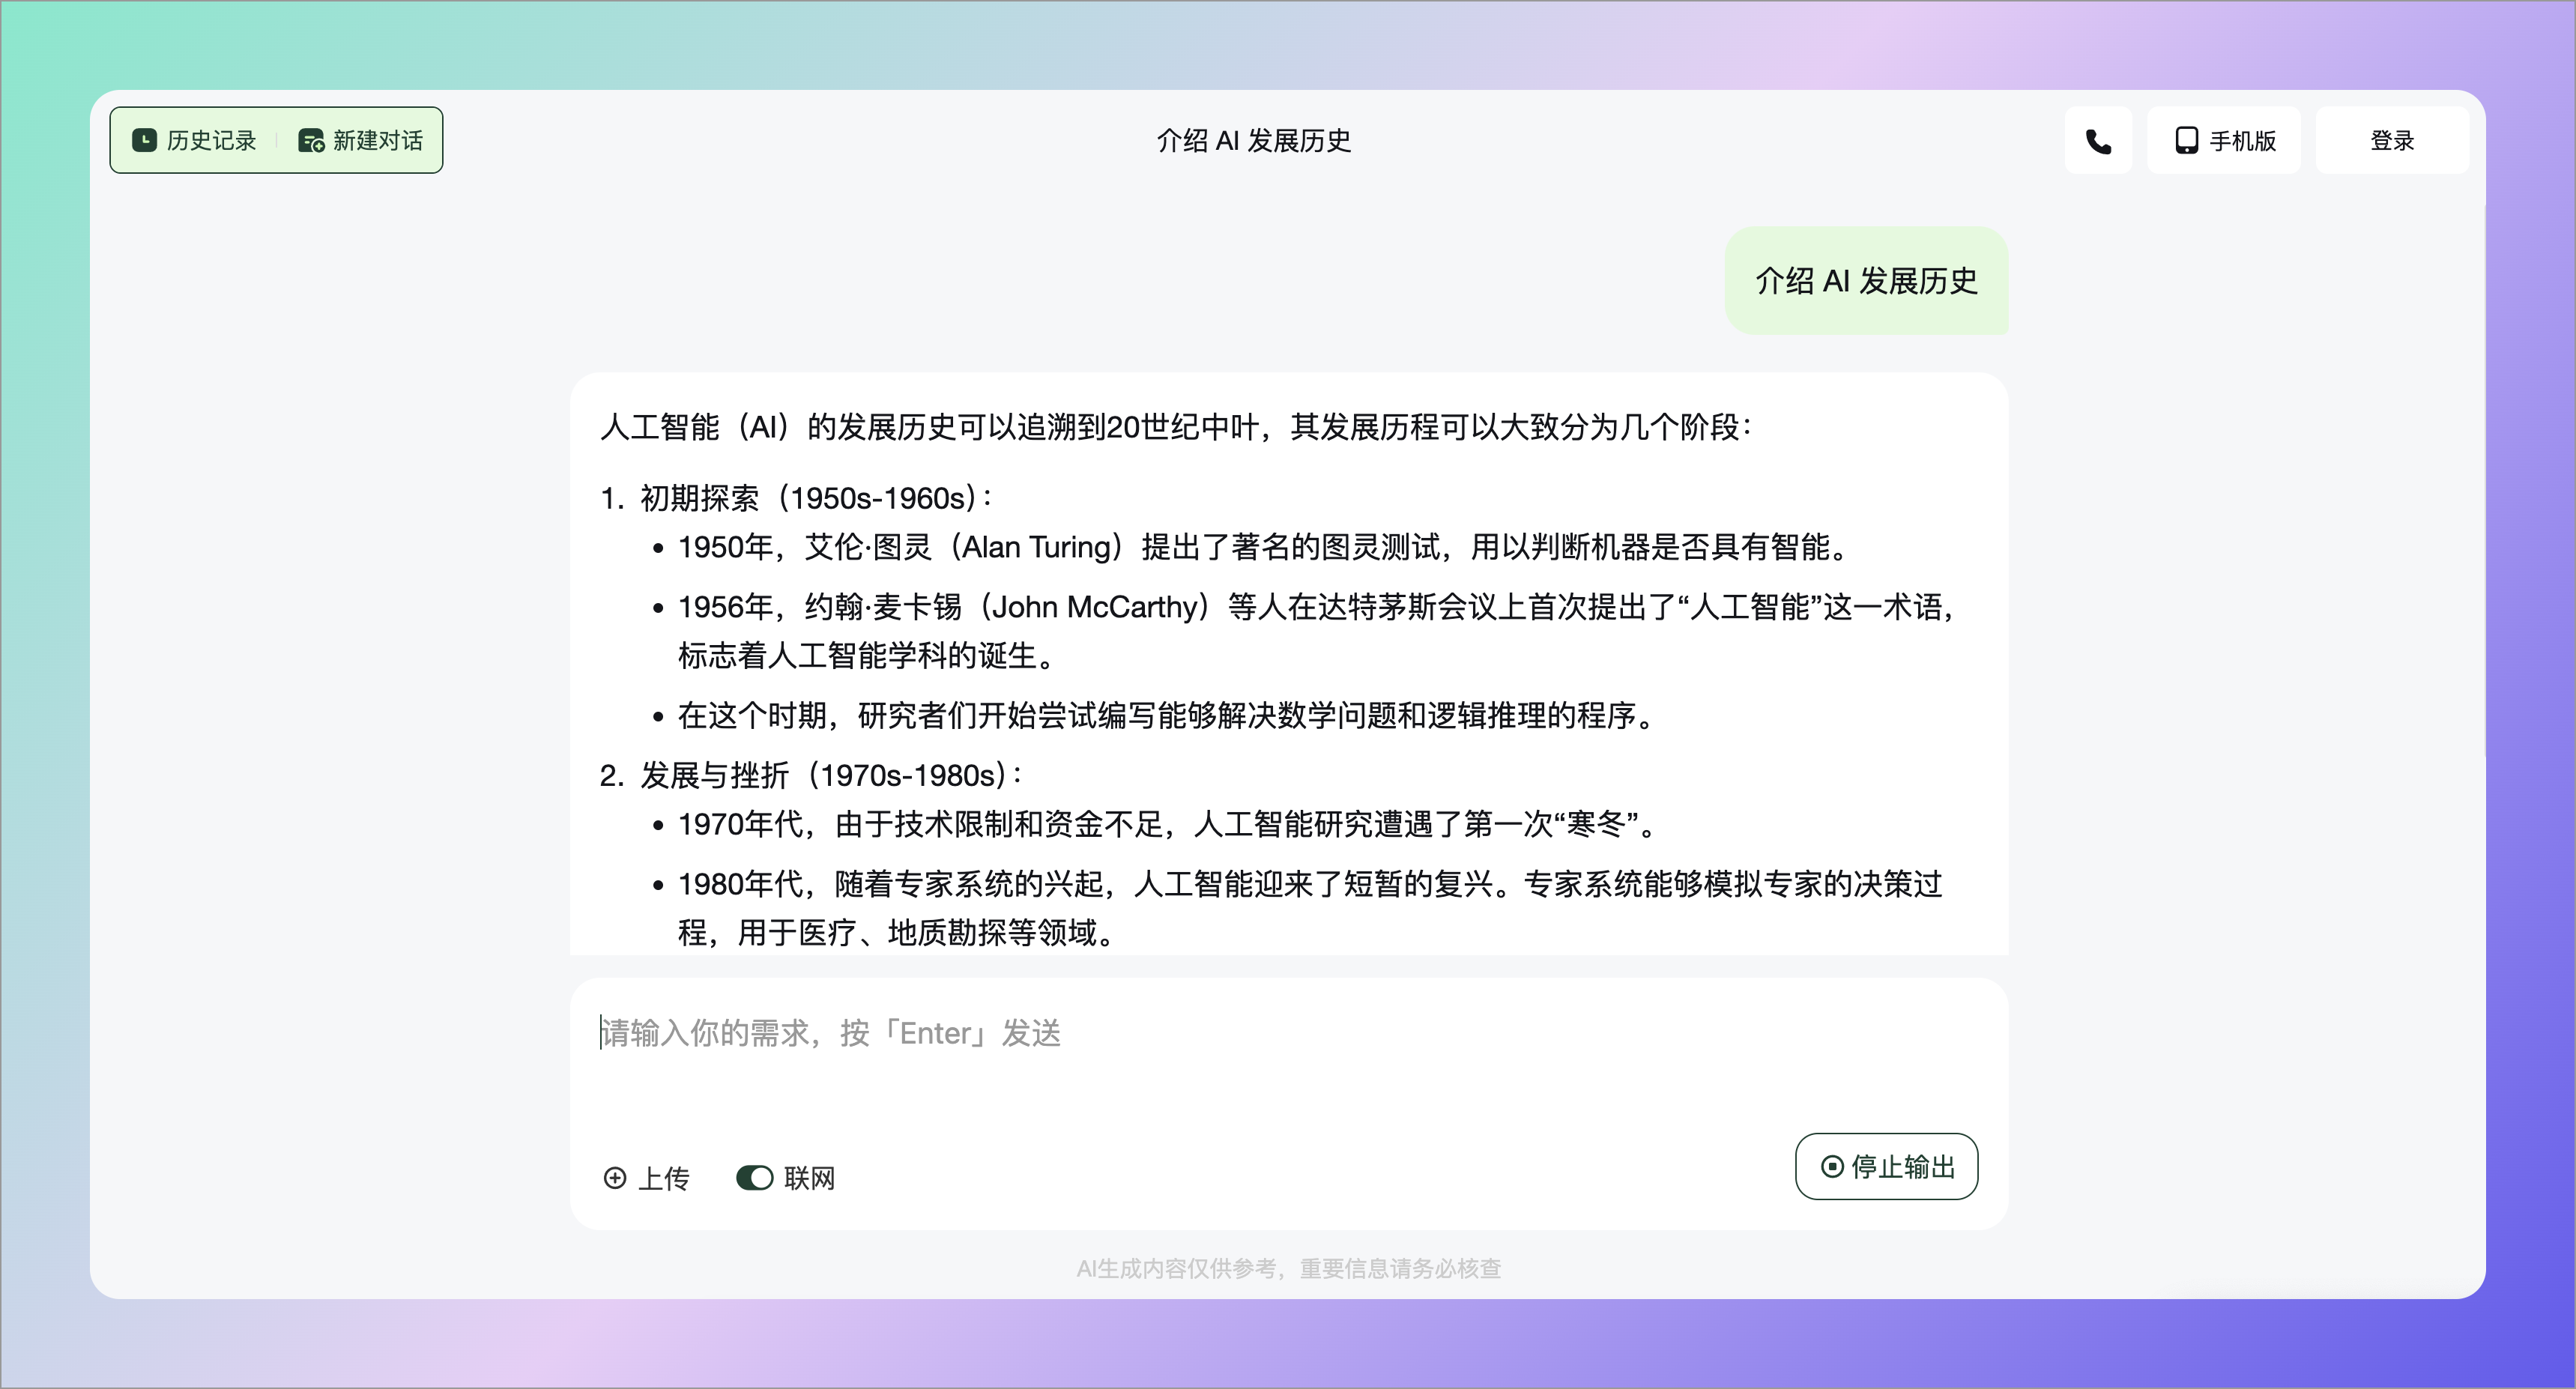 历史记录 新建对话 介绍 AI 发展历史 手机版 登录
介绍 AI 发展历史
人工智能（AI）的发展历史可以追溯到20世纪中叶，其发展历程可以大致分为几个阶段：
1. 初期探索（1950s-1960s）：
• 1950年，艾伦·图灵（Alan Turing）提出了著名的图灵测试，用以判断机器是否具有智能。
• 1956年，约翰·麦卡锡（John McCarthy）等人在达特茅斯会议上首次提出了“人工智能”这一术语，
标志着人工智能学科的诞生。
• 在这个时期，研究者们开始尝试编写能够解决数学问题和逻辑推理的程序。
2. 发展与挫折（1970s-1980s）：
• 1970年代，由于技术限制和资金不足，人工智能研究遭遇了第一次“寒冬”。
• 1980年代，随着专家系统的兴起，人工智能迎来了短暂的复兴。专家系统能够模拟专家的决策过
程，用于医疗、地质勘探等领域。
请输入你的需求，按「Enter」发送
上传 联网 停止输出
AI生成内容仅供参考，重要信息请务必核查